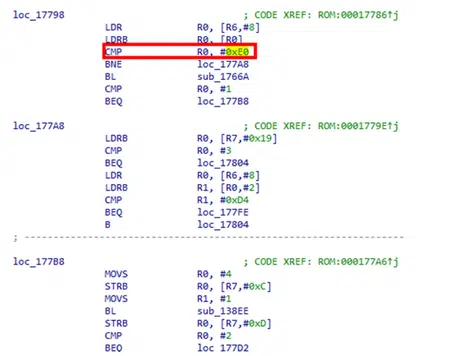 loc_17798 ; CODE XREF: ROM:00017786↑j
LDR R0, [R6,#8]
LDRB R0, [R0]
CMP R0, #0xE0
BNE loc_177A8
BL sub_1766A
CMP R0, #1
BEQ loc_177B8
loc_177A8 ; CODE XREF: ROM:0001779E↑j
LDRB R0, [R7,#0x19]
CMP R0, #3
BEQ loc_17804
LDR R0, [R6,#8]
LDRB R1, [R0,#2]
CMP R1, #0xD4
BEQ loc_177FE
B loc_17804
; ---------------------------------------------------------------
loc_177B8 ; CODE XREF: ROM:000177A6↑j
MOVS R0, #4
STRB R0, [R7,#0xC]
MOVS R1, #1
BL sub_138EE
STRB R0, [R7,#0xD]
CMP R0, #2
BEQ loc_177D2